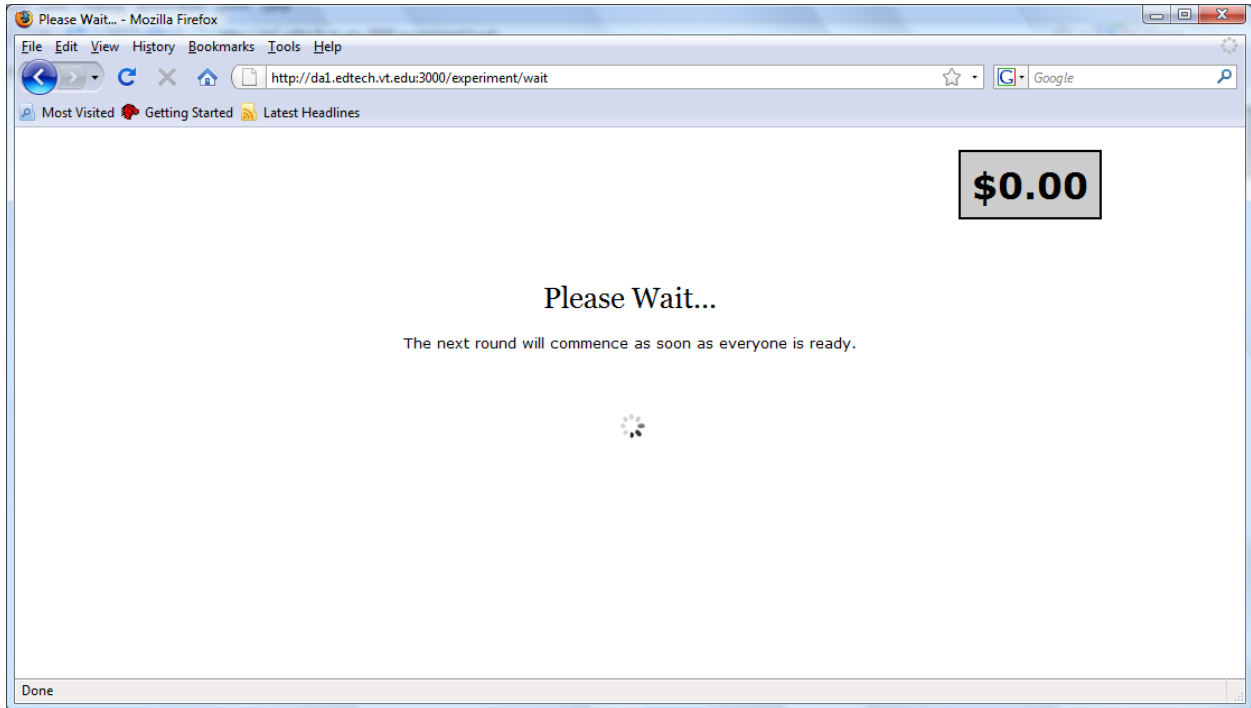 Please Wait... - Mozilla Firefox
File Edit View History Bookmarks Tools Help
http://da1.edtech.vt.edu:3000/experiment/wait
G Google
Most Visited Getting Started Latest Headlines
$0.00
Please Wait...
The next round will commence as soon as everyone is ready.
Done